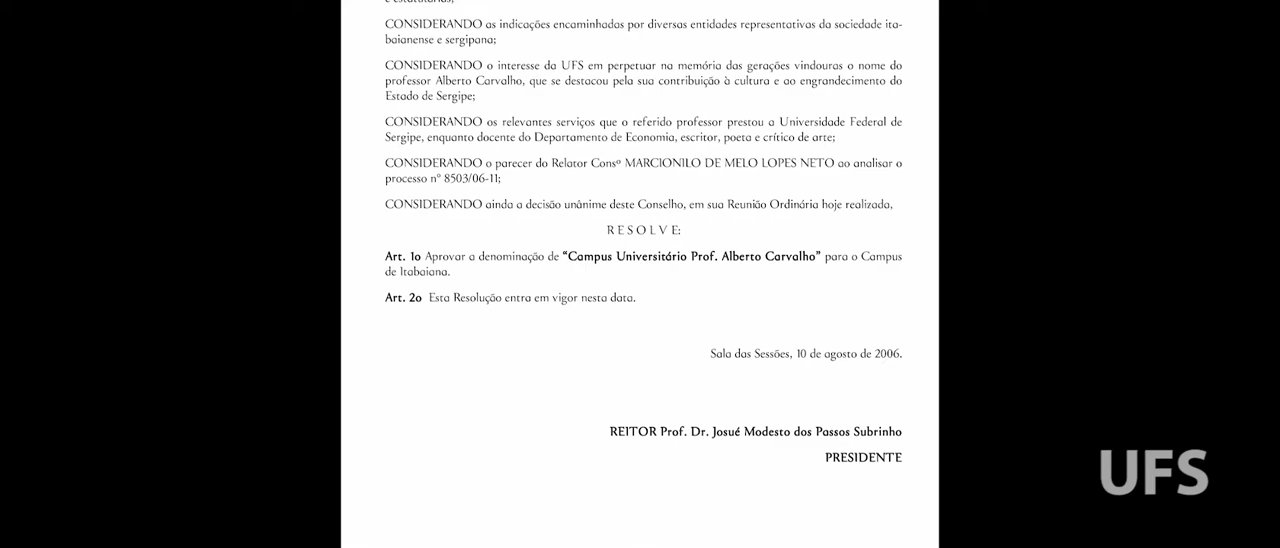 e estatutárias;
CONSIDERANDO as indicações encaminhadas por diversas entidades representativas da sociedade ita-
baianense e sergipana;
CONSIDERANDO o interesse da UFS em perpetuar na memória das gerações vindouras o nome do
professor Alberto Carvalho, que se destacou pela sua contribuição à cultura e ao engrandecimento do
Estado de Sergipe;
CONSIDERANDO os relevantes serviços que o referido professor prestou a Universidade Federal de
Sergipe, enquanto docente do Departamento de Economia, escritor, poeta e crítico de arte;
CONSIDERANDO o parecer do Relator Consº MARCIONILO DE MELO LOPES NETO ao analisar o
processo n° 8503/06-11;
CONSIDERANDO ainda a decisão unânime deste Conselho, em sua Reunião Ordinária hoje realizada,
R E S O L V E:
Art. 1o Aprovar a denominação de “Campus Universitário Prof. Alberto Carvalho” para o Campus
de Itabaiana.
Art. 2o Esta Resolução entra em vigor nesta data.
Sala das Sessões, 10 de agosto de 2006.
REITOR Prof. Dr. Josué Modesto dos Passos Subrinho
PRESIDENTE
UFS